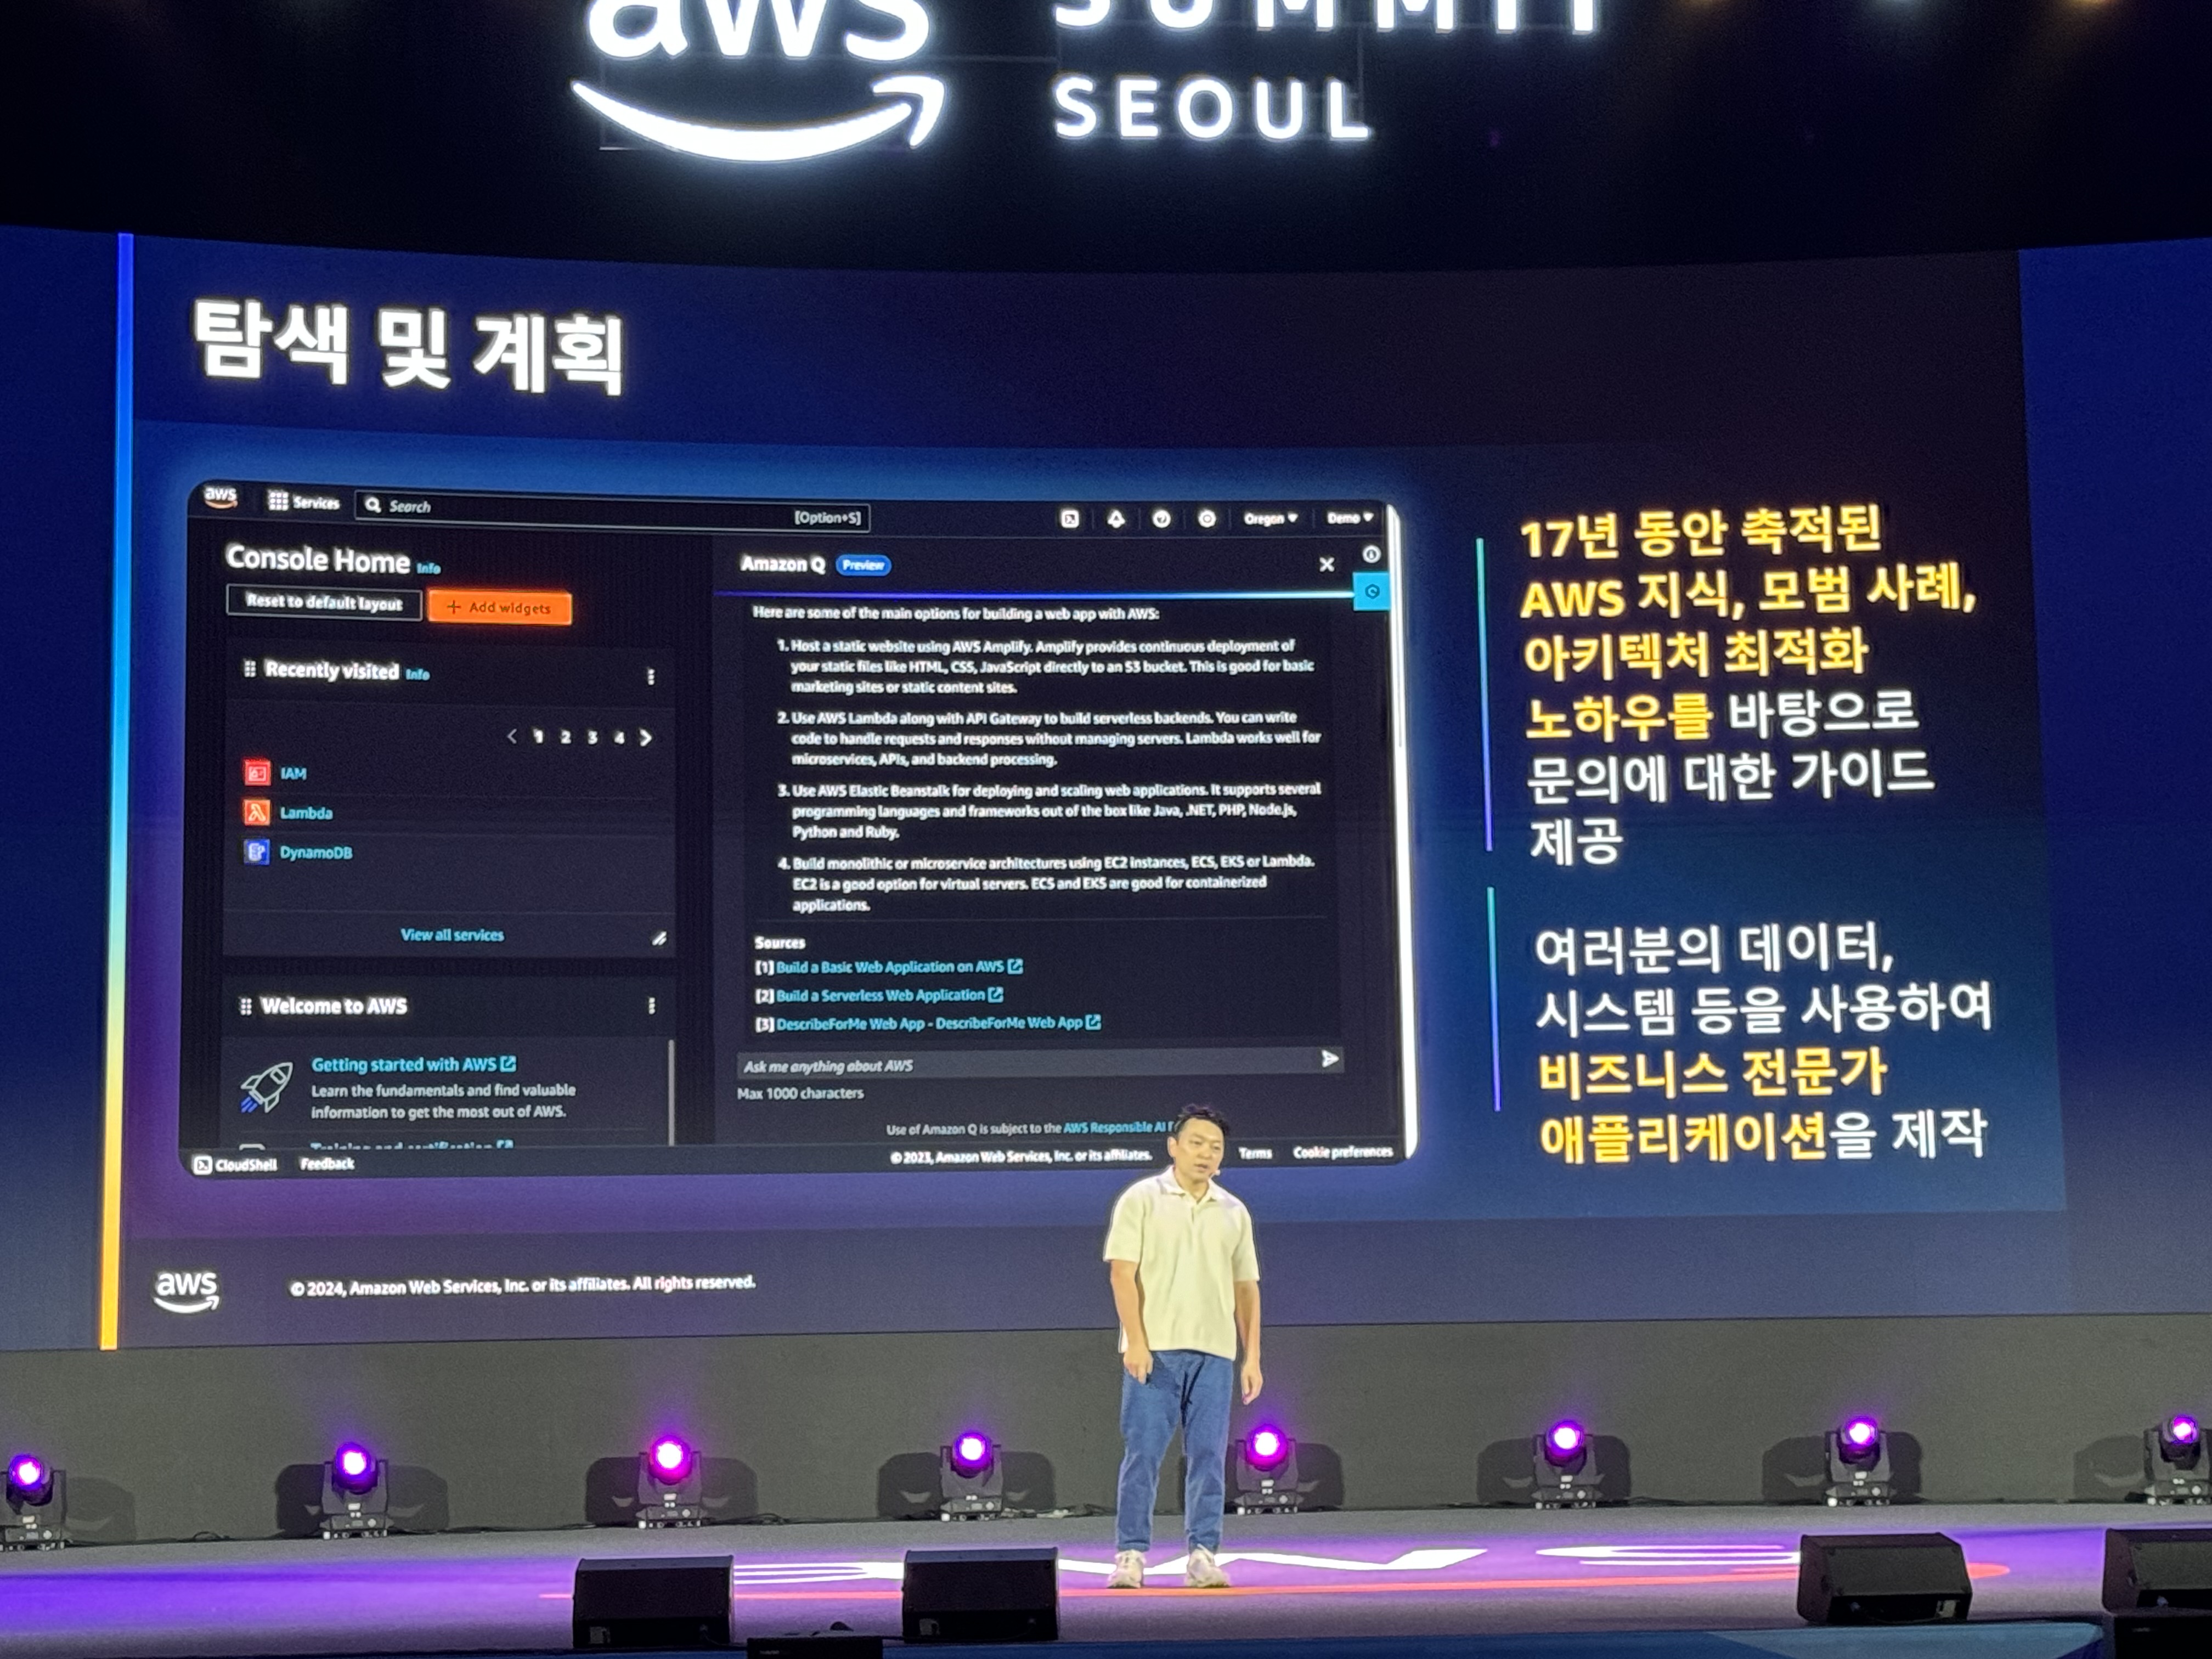 aws SUMMIT
SEOUL
탐색 및 계획
aws
Services
Search
[Option+S]
Oregon
Demo
Console Home Info
Reset to default layout
+ Add widgets
Recently visited Info
1 2 3 4
IAM
Lambda
DynamoDB
View all services
Welcome to AWS
Getting started with AWS
Learn the fundamentals and find valuable
information to get the most out of AWS.
Training and certification
CloudShell
Feedback
Amazon Q Preview
Here are some of the main options for building a web app with AWS:
1. Host a static website using AWS Amplify. Amplify provides continuous deployment of
your static files like HTML, CSS, JavaScript directly to an S3 bucket. This is good for basic
marketing sites or static content sites.
2. Use AWS Lambda along with API Gateway to build serverless backends. You can write
code to handle requests and responses without managing servers. Lambda works well for
microservices, APIs, and backend processing.
3. Use AWS Elastic Beanstalk for deploying and scaling web applications. It supports several
programming languages and frameworks out of the box like Java, .NET, PHP, Node.js,
Python and Ruby.
4. Build monolithic or microservice architectures using EC2 instances, ECS, EKS or Lambda.
EC2 is a good option for virtual servers. ECS and EKS are good for containerized
applications.
Sources
[1] Build a Basic Web Application on AWS
[2] Build a Serverless Web Application
[3] DescribeForMe Web App - DescribeForMe Web App
Ask me anything about AWS
Max 1000 characters
Use of Amazon Q is subject to the AWS Responsible AI
© 2023, Amazon Web Services, Inc. or its affiliates.
Terms
Cookie preferences
17년 동안 축적된
AWS 지식, 모범 사례,
아키텍처 최적화
노하우를 바탕으로
문의에 대한 가이드
제공
여러분의 데이터,
시스템 등을 사용하여
비즈니스 전문가
애플리케이션을 제작
aws
© 2024, Amazon Web Services, Inc. or its affiliates. All rights reserved.
aws